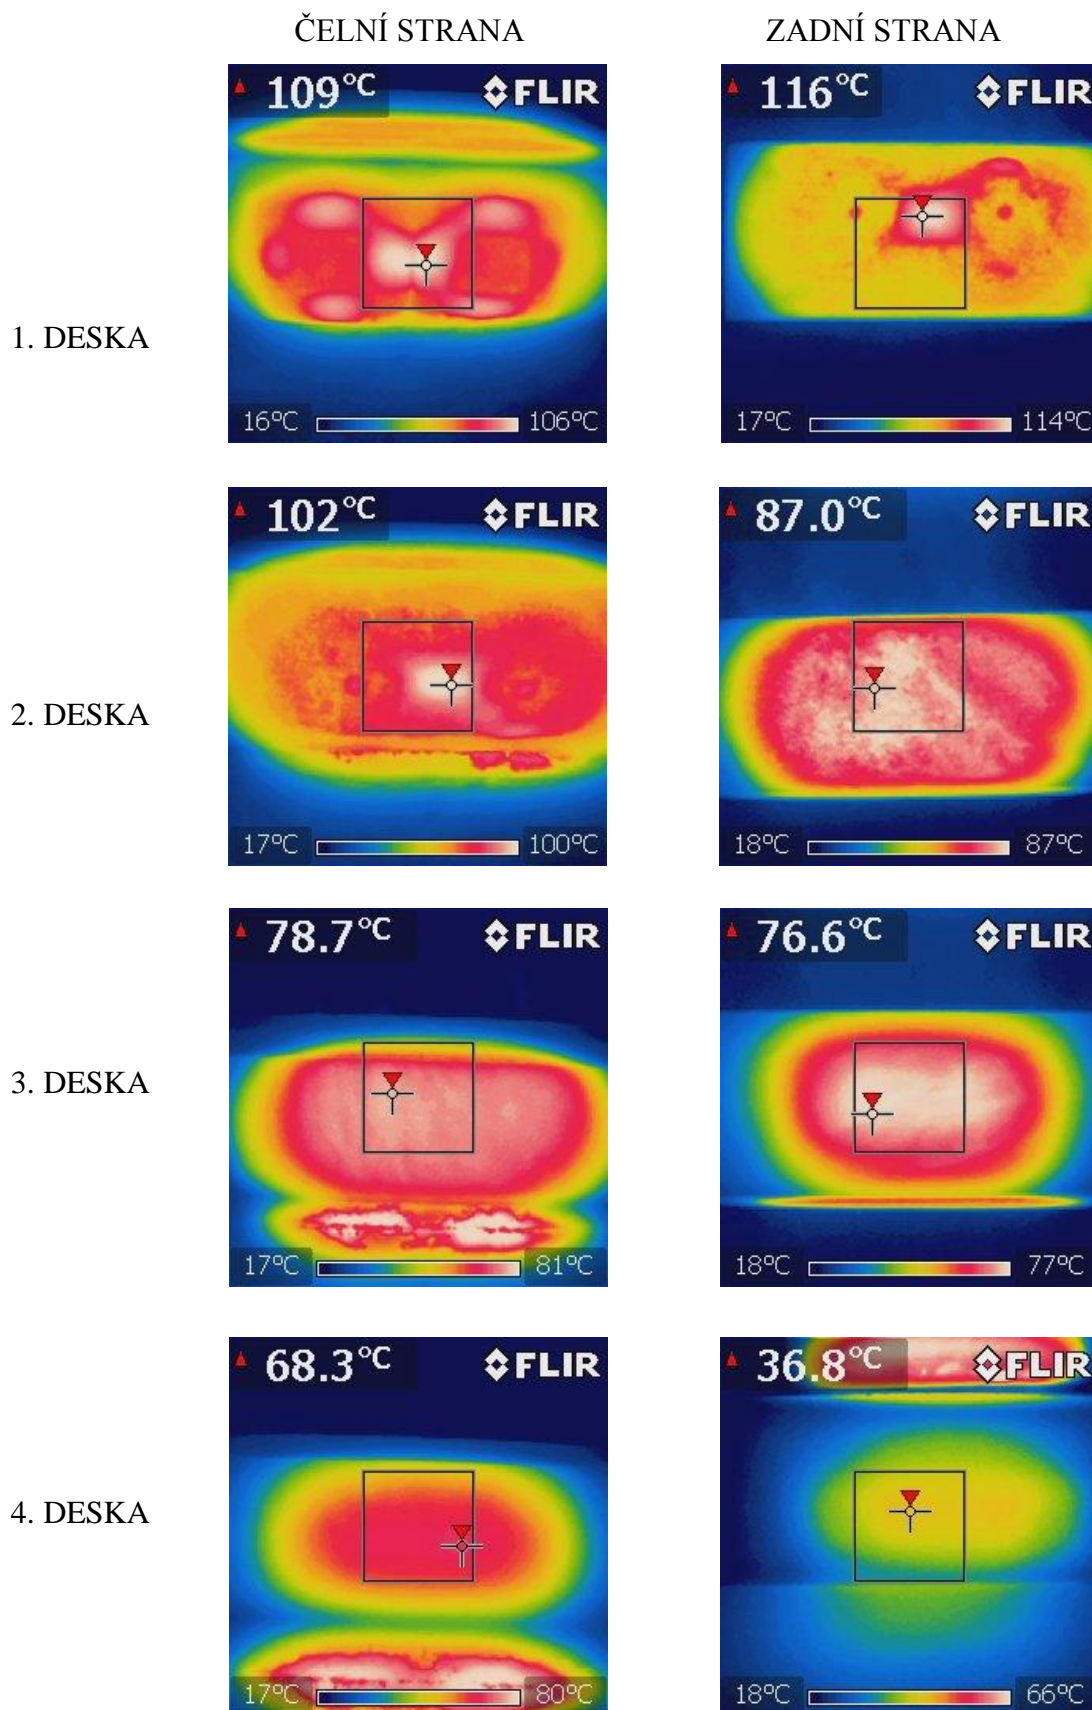 ČELNÍ STRANA ZADNÍ STRANA
109°C FLIR 116°C FLIR
1. DESKA
16°C 106°C 17°C 114°C
102°C FLIR 87.0°C FLIR
2. DESKA
17°C 100°C 18°C 87°C
78.7°C FLIR 76.6°C FLIR
3. DESKA
17°C 81°C 18°C 77°C
68.3°C FLIR 36.8°C FLIR
4. DESKA
17°C 80°C 18°C 66°C